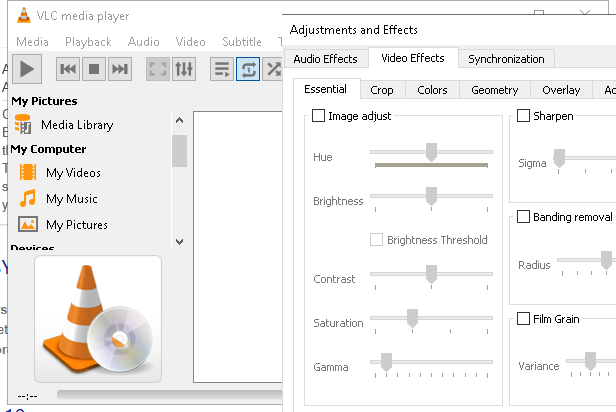 VLC media player
Media Playback Audio Video Subtitle
My Pictures
Media Library
My Computer
My Videos
My Music
My Pictures
Devices
--:--
Adjustments and Effects
Audio Effects Video Effects Synchronization
Essential Crop Colors Geometry Overlay
Image adjust
Hue
Brightness
Brightness Threshold
Contrast
Saturation
Gamma
Sharpen
Sigma
Banding removal
Radius
Film Grain
Variance